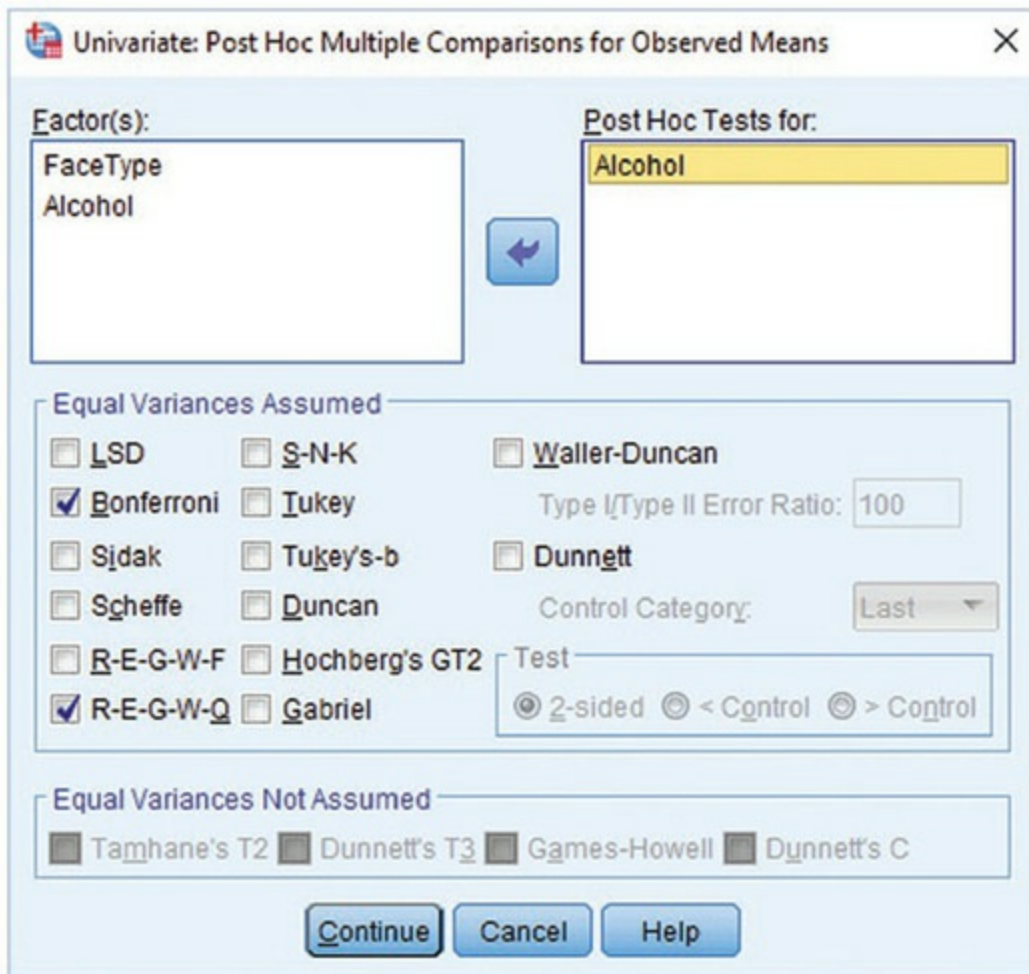 Univariate: Post Hoc Multiple Comparisons for Observed Means
Factor(s):
FaceType
Alcohol
Post Hoc Tests for:
Alcohol
Equal Variances Assumed
LSD S-N-K Waller-Duncan
Bonferroni Tukey Type I/Type II Error Ratio: 100
Sidak Tukey's-b Dunnett
Scheffe Duncan Control Category: Last
R-E-G-W-F Hochberg's GT2 Test
R-E-G-W-Q Gabriel 2-sided < Control > Control
Equal Variances Not Assumed
Tamhane's T2 Dunnett's T3 Games-Howell Dunnett's C
Continue Cancel Help